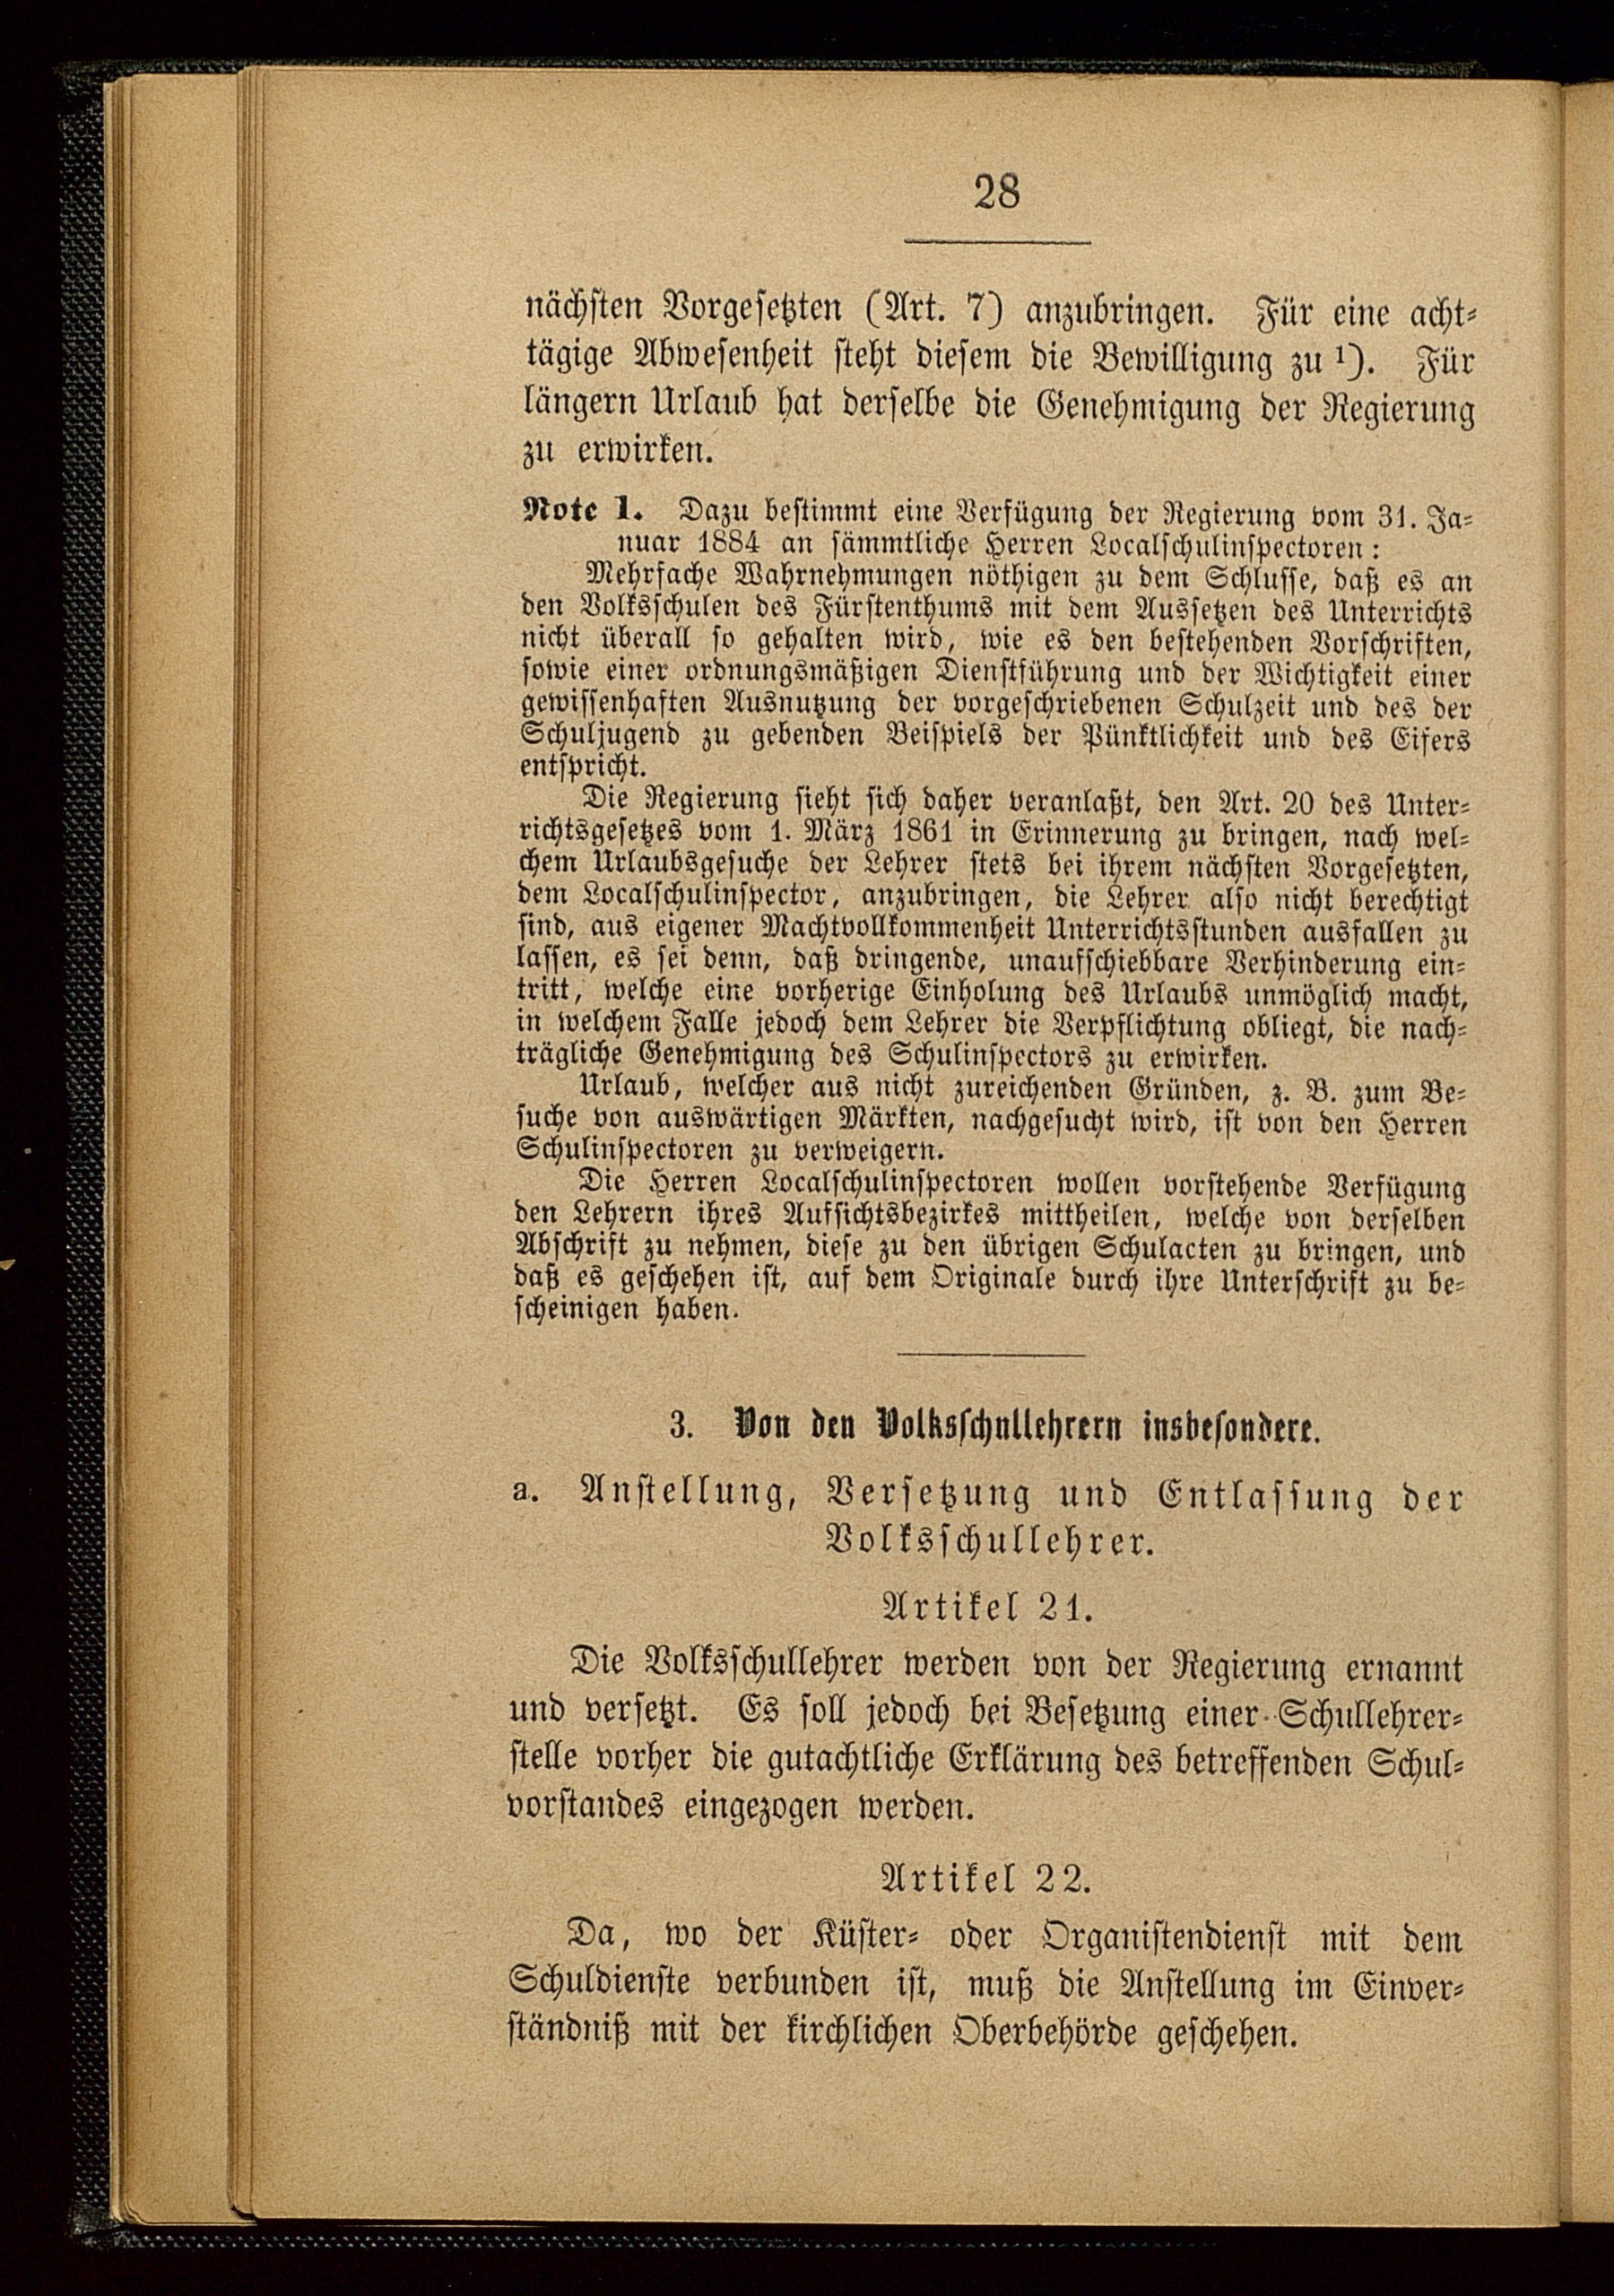 28
nächsten Vorgesetzten (Art. 7) anzubringen. Für eine acht-
tägige Abwesenheit steht diesem die Bewilligung zu ¹). Für
längern Urlaub hat derselbe die Genehmigung der Regierung
zu erwirken.
Note 1. Dazu bestimmt eine Verfügung der Regierung vom 31. Ja-
nuar 1884 an sämmtliche Herren Localschulinspectoren:
Mehrfache Wahrnehmungen nöthigen zu dem Schlusse, daß es an
den Volksschulen des Fürstenthums mit dem Aussetzen des Unterrichts
nicht überall so gehalten wird, wie es den bestehenden Vorschriften,
sowie einer ordnungsmäßigen Dienstführung und der Wichtigkeit einer
gewissenhaften Ausnutzung der vorgeschriebenen Schulzeit und des der
Schuljugend zu gebenden Beispiels der Pünktlichkeit und des Eifers
entspricht.
Die Regierung sieht sich daher veranlaßt, den Art. 20 des Unter-
richtsgesetzes vom 1. März 1861 in Erinnerung zu bringen, nach wel-
chem Urlaubsgesuche der Lehrer stets bei ihrem nächsten Vorgesetzten,
dem Localschulinspector, anzubringen, die Lehrer also nicht berechtigt
sind, aus eigener Machtvollkommenheit Unterrichtsstunden ausfallen zu
lassen, es sei denn, daß dringende, unaufschiebbare Verhinderung ein-
tritt, welche eine vorherige Einholung des Urlaubs unmöglich macht,
in welchem Falle jedoch dem Lehrer die Verpflichtung obliegt, die nach-
trägliche Genehmigung des Schulinspectors zu erwirken.
Urlaub, welcher aus nicht zureichenden Gründen, z. B. zum Be-
suche von auswärtigen Märkten, nachgesucht wird, ist von den Herren
Schulinspectoren zu verweigern.
Die Herren Localschulinspectoren wollen vorstehende Verfügung
den Lehrern ihres Aufsichtsbezirkes mittheilen, welche von derselben
Abschrift zu nehmen, diese zu den übrigen Schulacten zu bringen, und
daß es geschehen ist, auf dem Originale durch ihre Unterschrift zu be-
scheinigen haben.
3. Von den Volksschullehrern insbesondere.
a. Anstellung, Versetzung und Entlassung der
Volksschullehrer.
Artikel 21.
Die Volksschullehrer werden von der Regierung ernannt
und versetzt. Es soll jedoch bei Besetzung einer Schullehrer-
stelle vorher die gutachtliche Erklärung des betreffenden Schul-
vorstandes eingezogen werden.
Artikel 22.
Da, wo der Küster- oder Organistendienst mit dem
Schuldienste verbunden ist, muß die Anstellung im Einver-
ständniß mit der kirchlichen Oberbehörde geschehen.